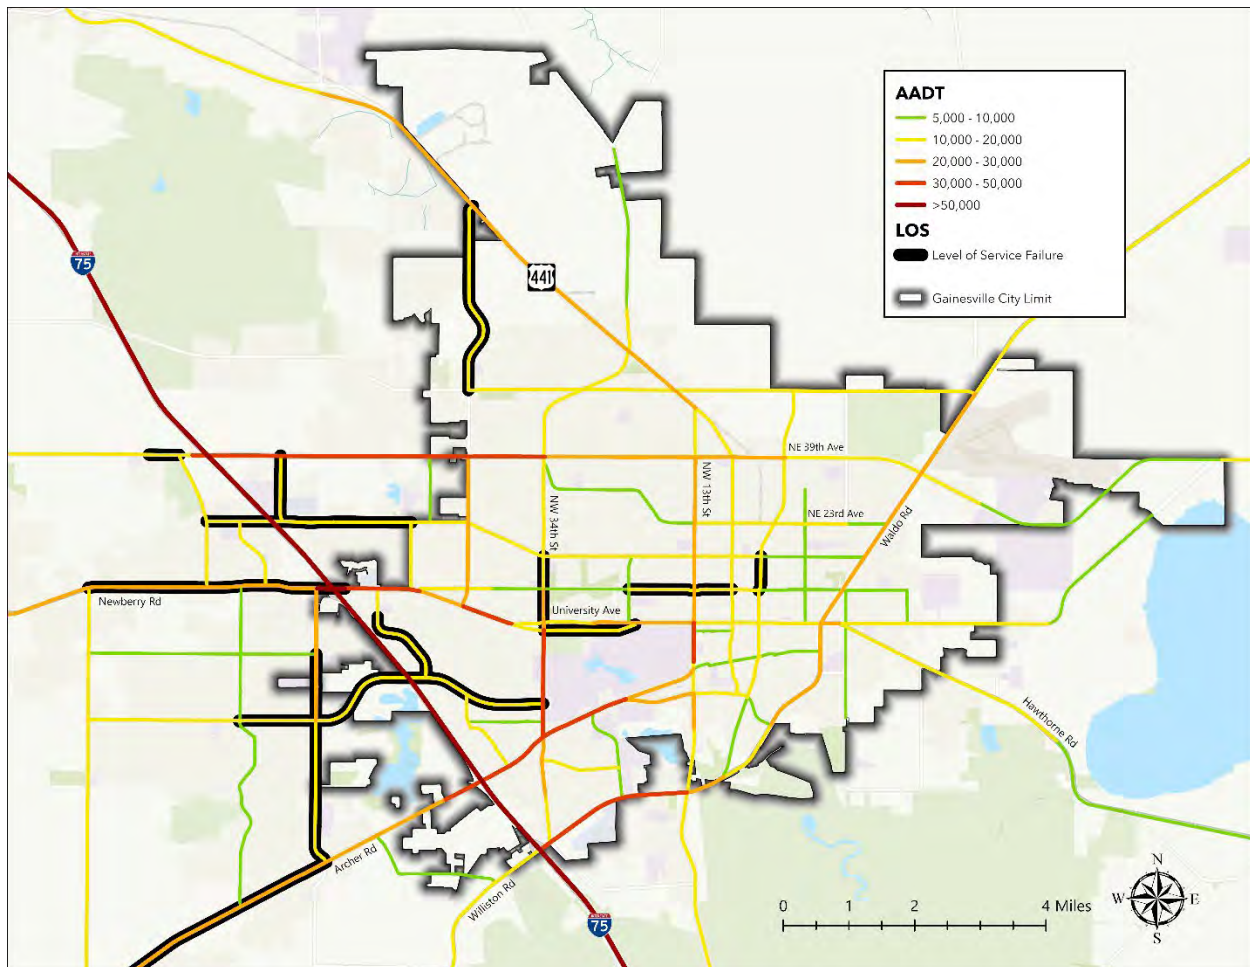 AADT
5,000 - 10,000
10,000 - 20,000
20,000 - 30,000
30,000 - 50,000
>50,000
LOS
Level of Service Failure
Gainesville City Limit
INTERSTATE
75
441
NE 39th Ave
NW 34th St
NW 13th St
NE 23rd Ave
Waldo Rd
Newberry Rd
University Ave
Hawthorne Rd
Archer Rd
Williston Rd
INTERSTATE
75
0 1 2 4 Miles
N
W E
S